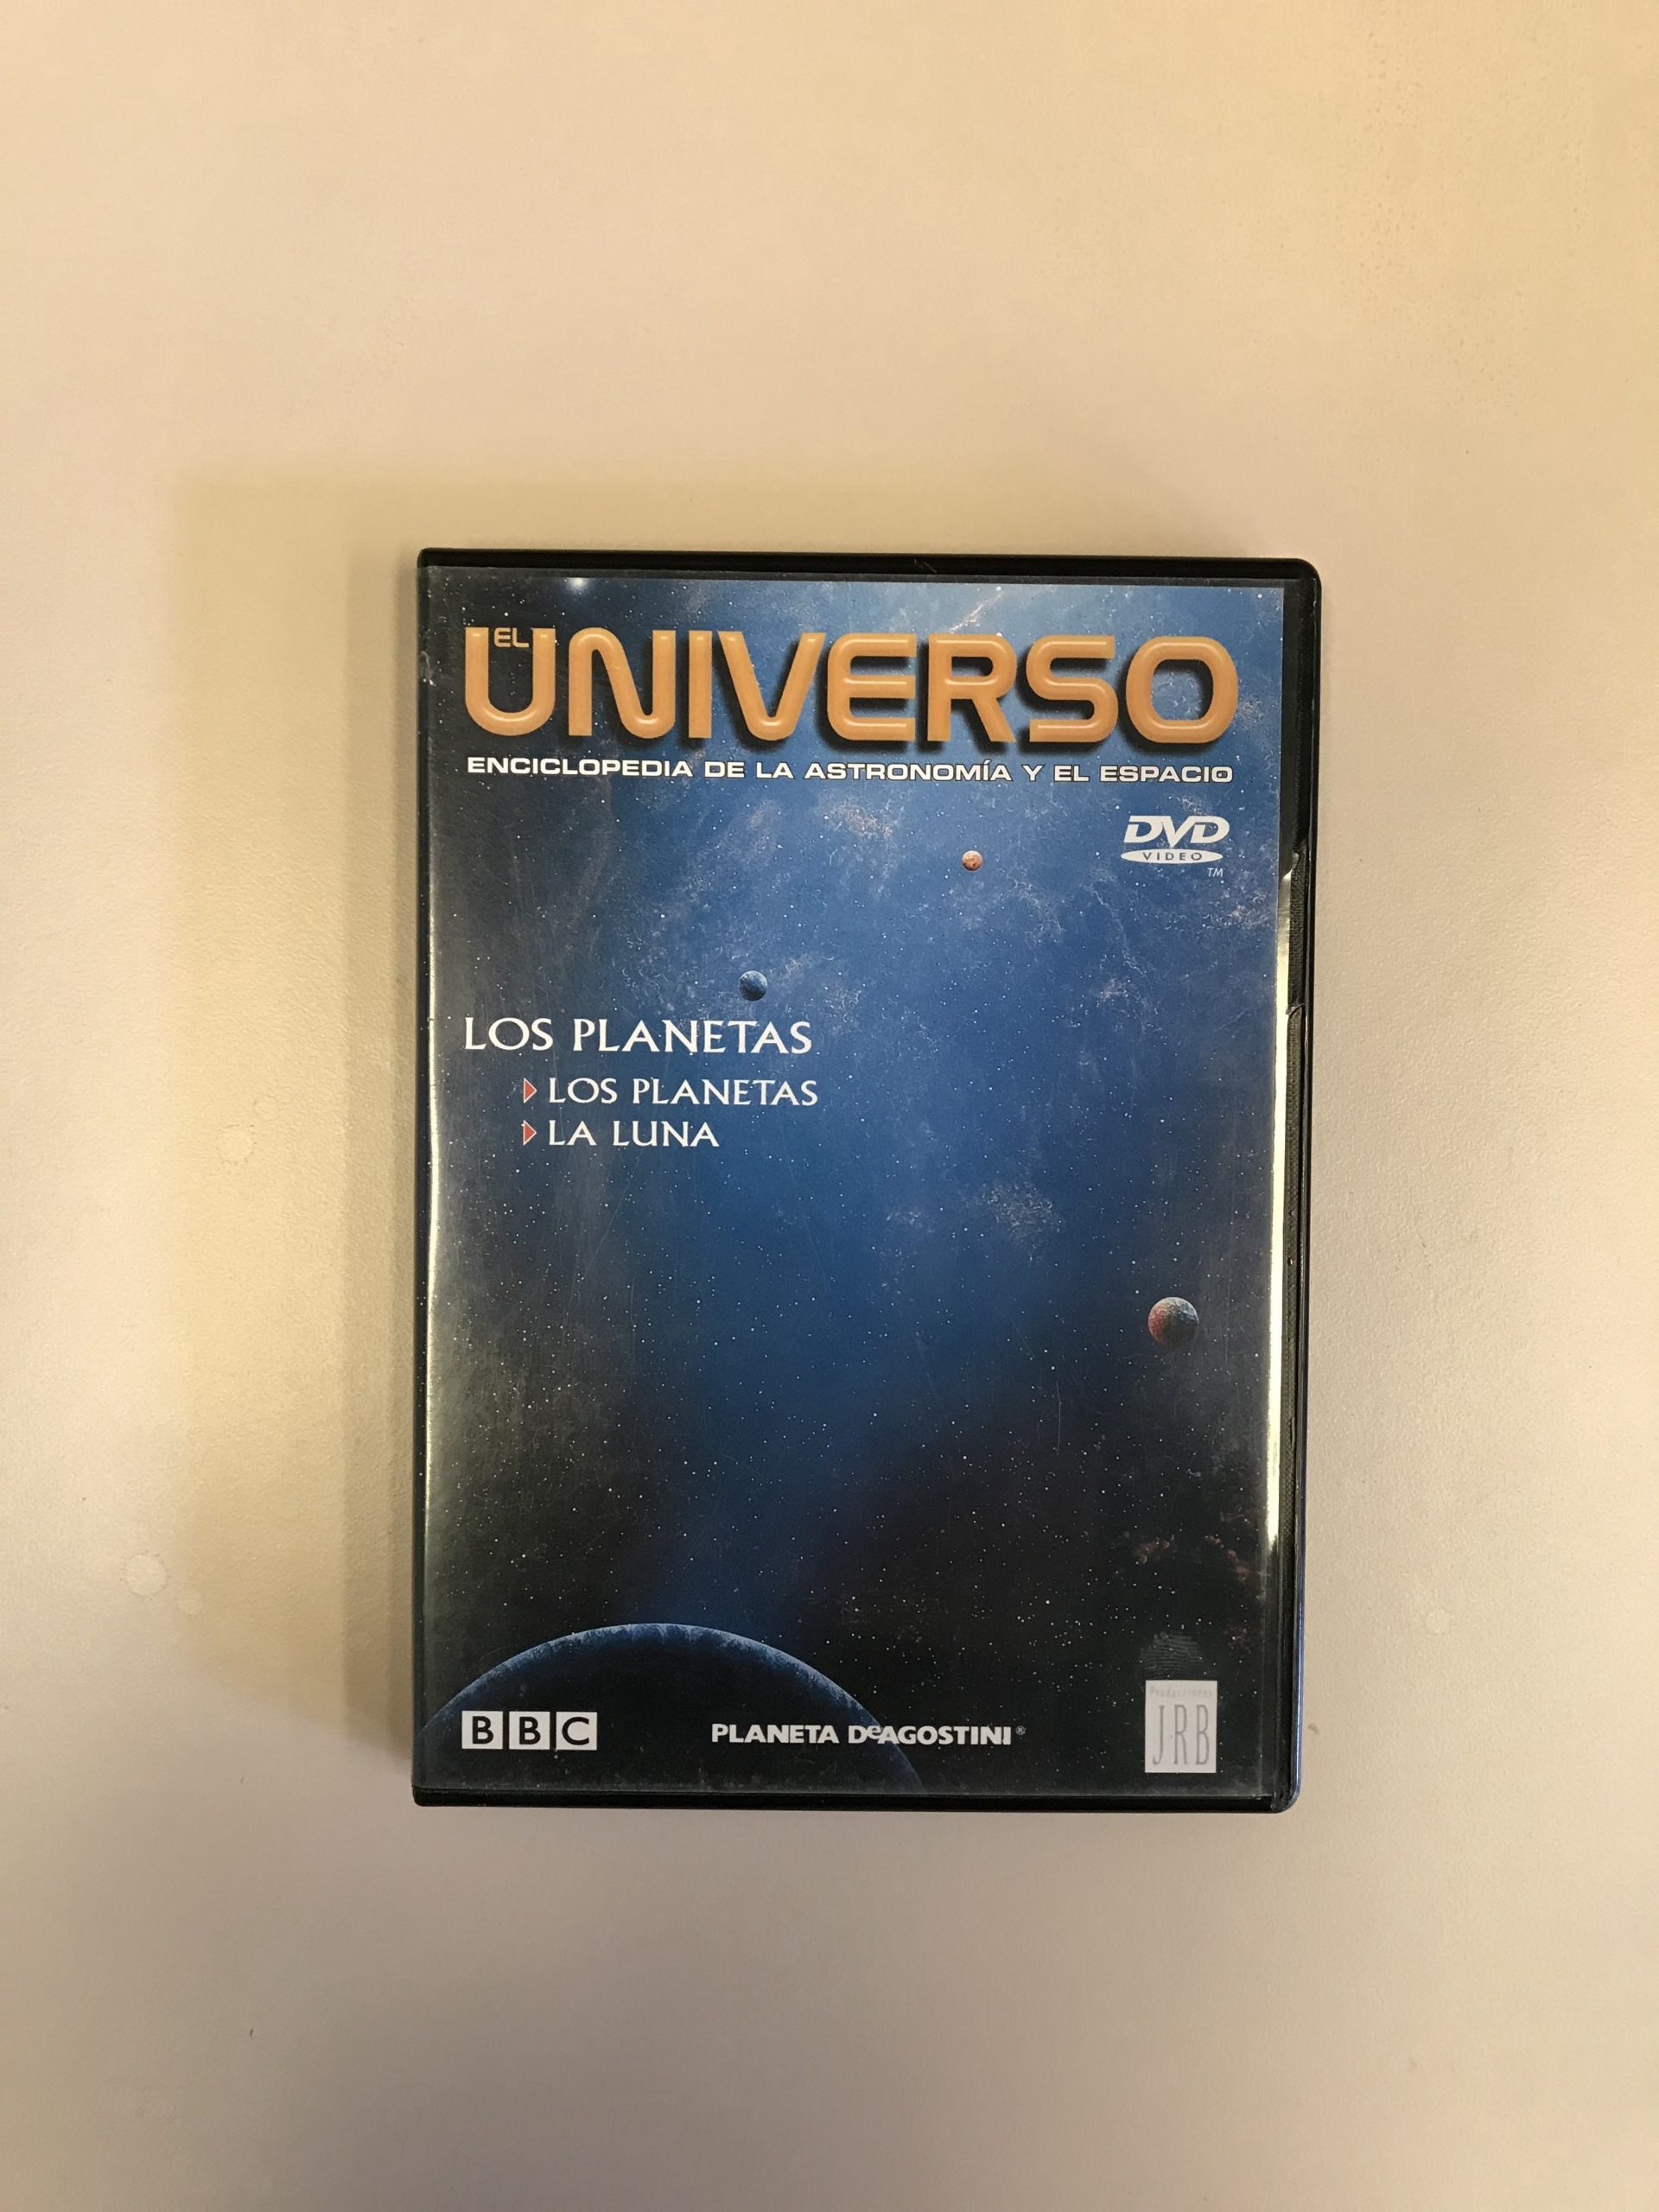 EL
UNIVERSO
ENCICLOPEDIA DE LA ASTRONOMÍA Y EL ESPACIO
DVD
VIDEO
TM
LOS PLANETAS
LOS PLANETAS
LA LUNA
BBC
PLANETA DeAGOSTINI®
Producciones
JRB